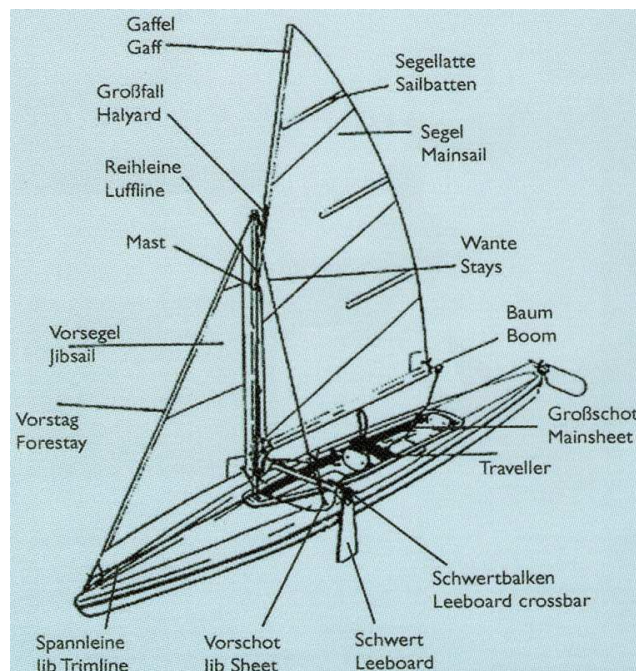 Gaffel
Gaff
Segellatte
Sailbatten
Großfall
Halyard
Segel
Mainsail
Reihleine
Luffline
Mast
Wante
Stays
Baum
Boom
Vorsegel
Jibsail
Vorstag
Forestay
Großschot
Mainsheet
Traveller
Schwertbalken
Leeboard crossbar
Spannleine
Jib Trimline
Vorschot
Jib Sheet
Schwert
Leeboard